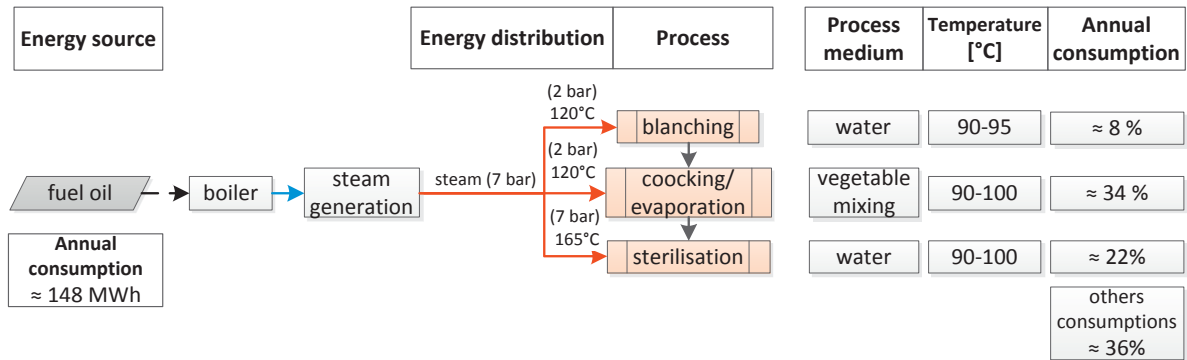 Energy source
Energy distribution
Process
Process
medium
Temperature
[°C]
Annual
consumption
(2 bar)
120°C
blanching
water
90-95
≈ 8 %
fuel oil
boiler
steam
generation
steam (7 bar)
(2 bar)
120°C
coocking/
evaporation
vegetable
mixing
90-100
≈ 34 %
(7 bar)
165°C
sterilisation
water
90-100
≈ 22%
Annual
consumption
≈ 148 MWh
others
consumptions
≈ 36%